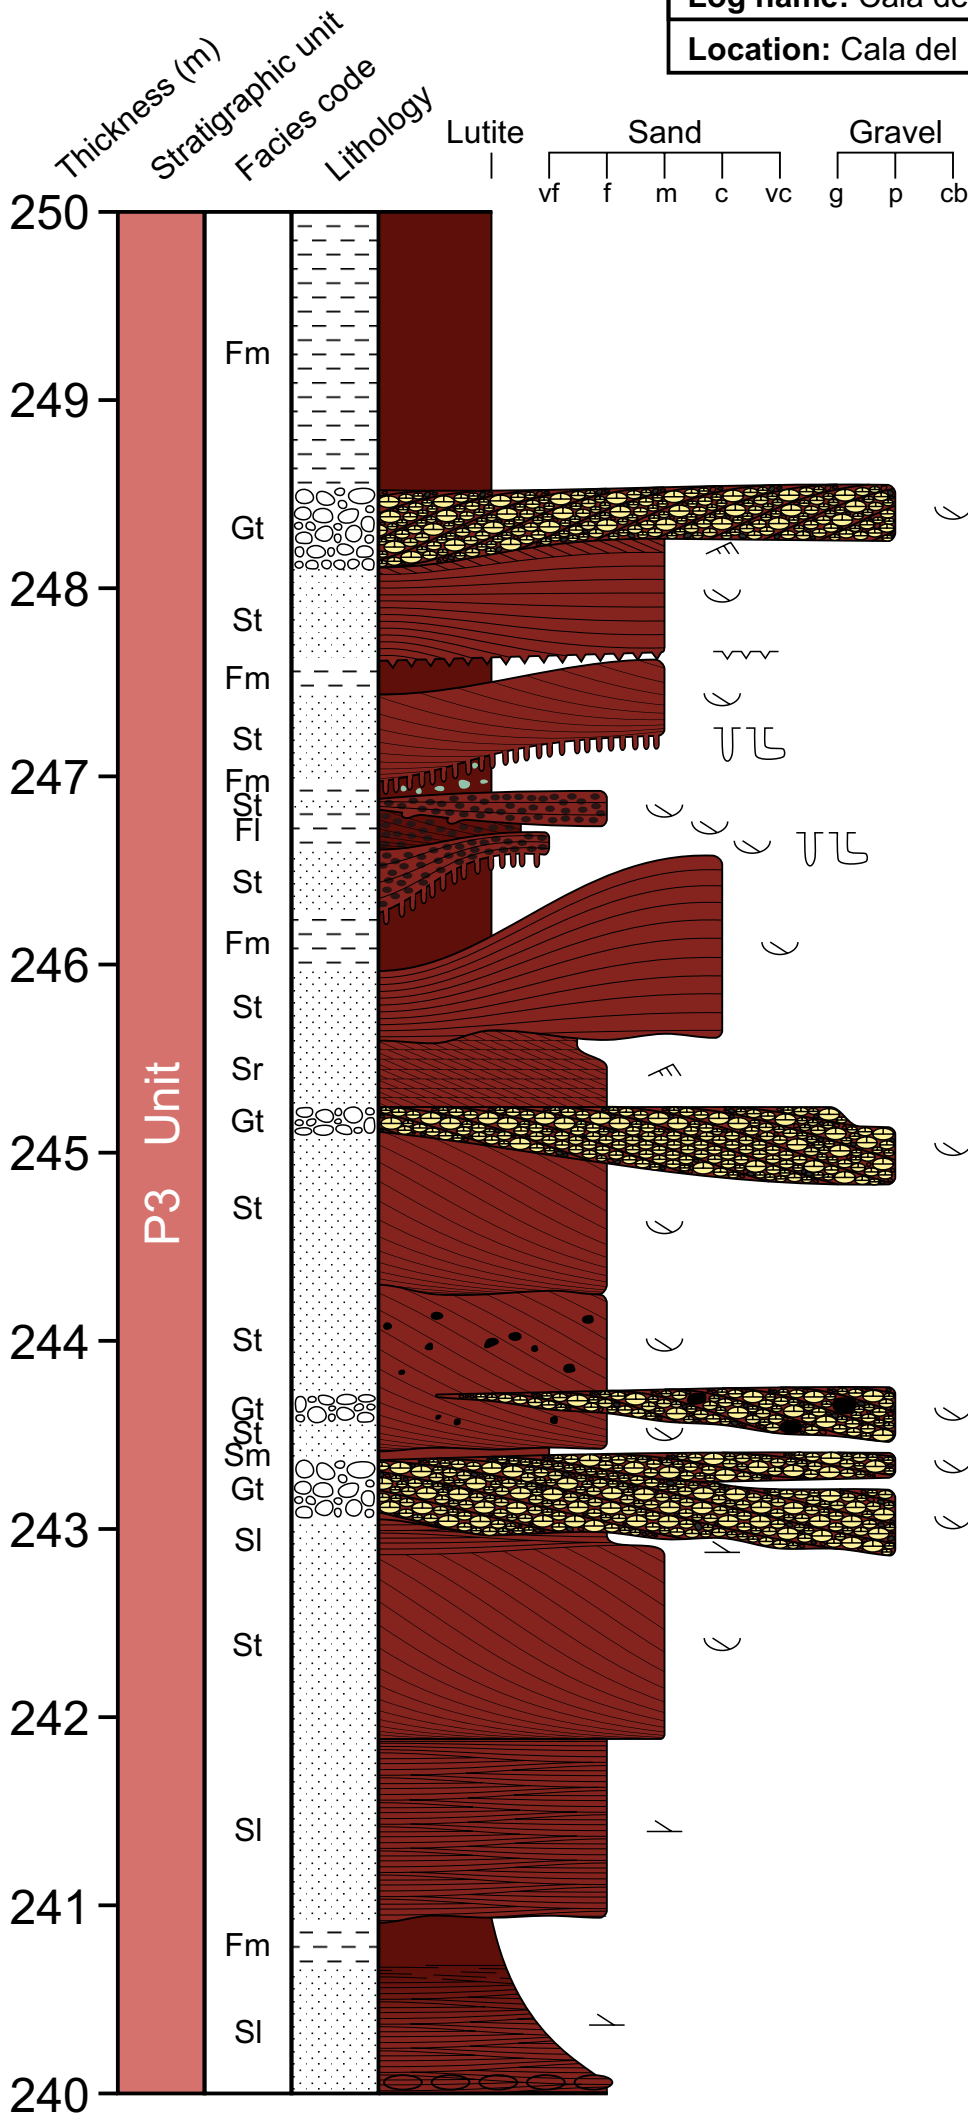 Log name: Cala de
Location: Cala del
Thickness (m)
Stratigraphic unit
Facies code
Lithology
Lutite Sand Gravel
vf f m c vc g p cb
250
Fm
249
Gt
248
St
Fm
St
247
Fm
St
Fl
St
Fm
246
St
Sr
Gt
245
St
P3 Unit
St
244
Gt
St
Sm
Gt
243
Sl
St
242
Sl
241
Fm
Sl
240